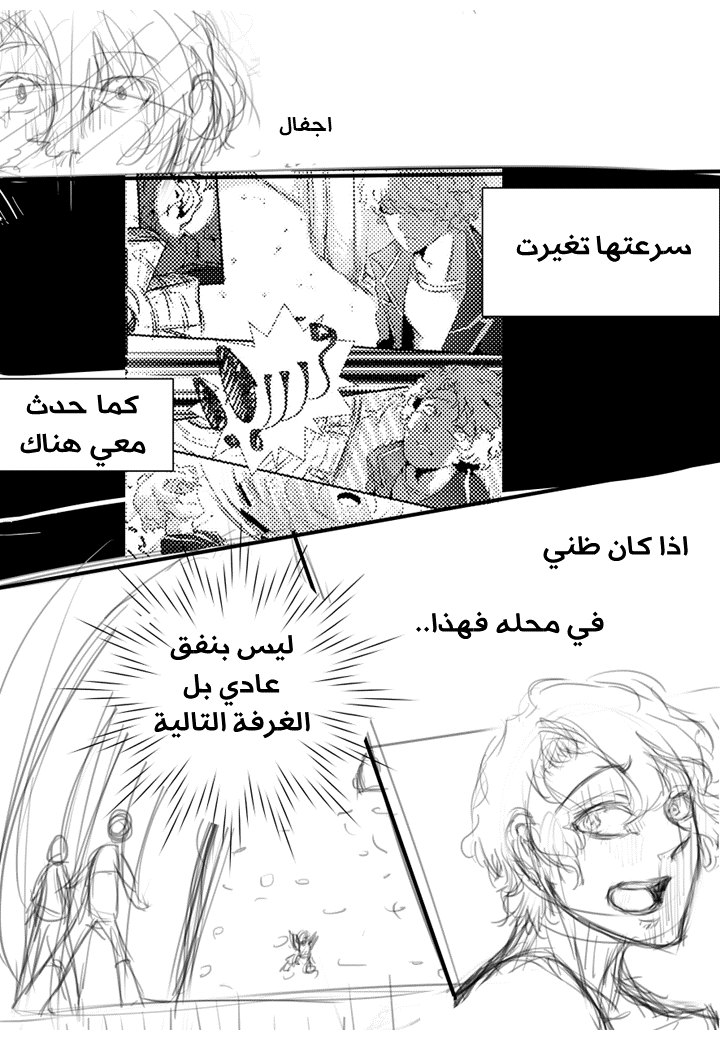 اجفال
سرعتها تغيرت
كما حدث
معي هناك
اذا كان ظني
في محله فهذا..
ليس بنفق
عادي بل
الغرفة التالية